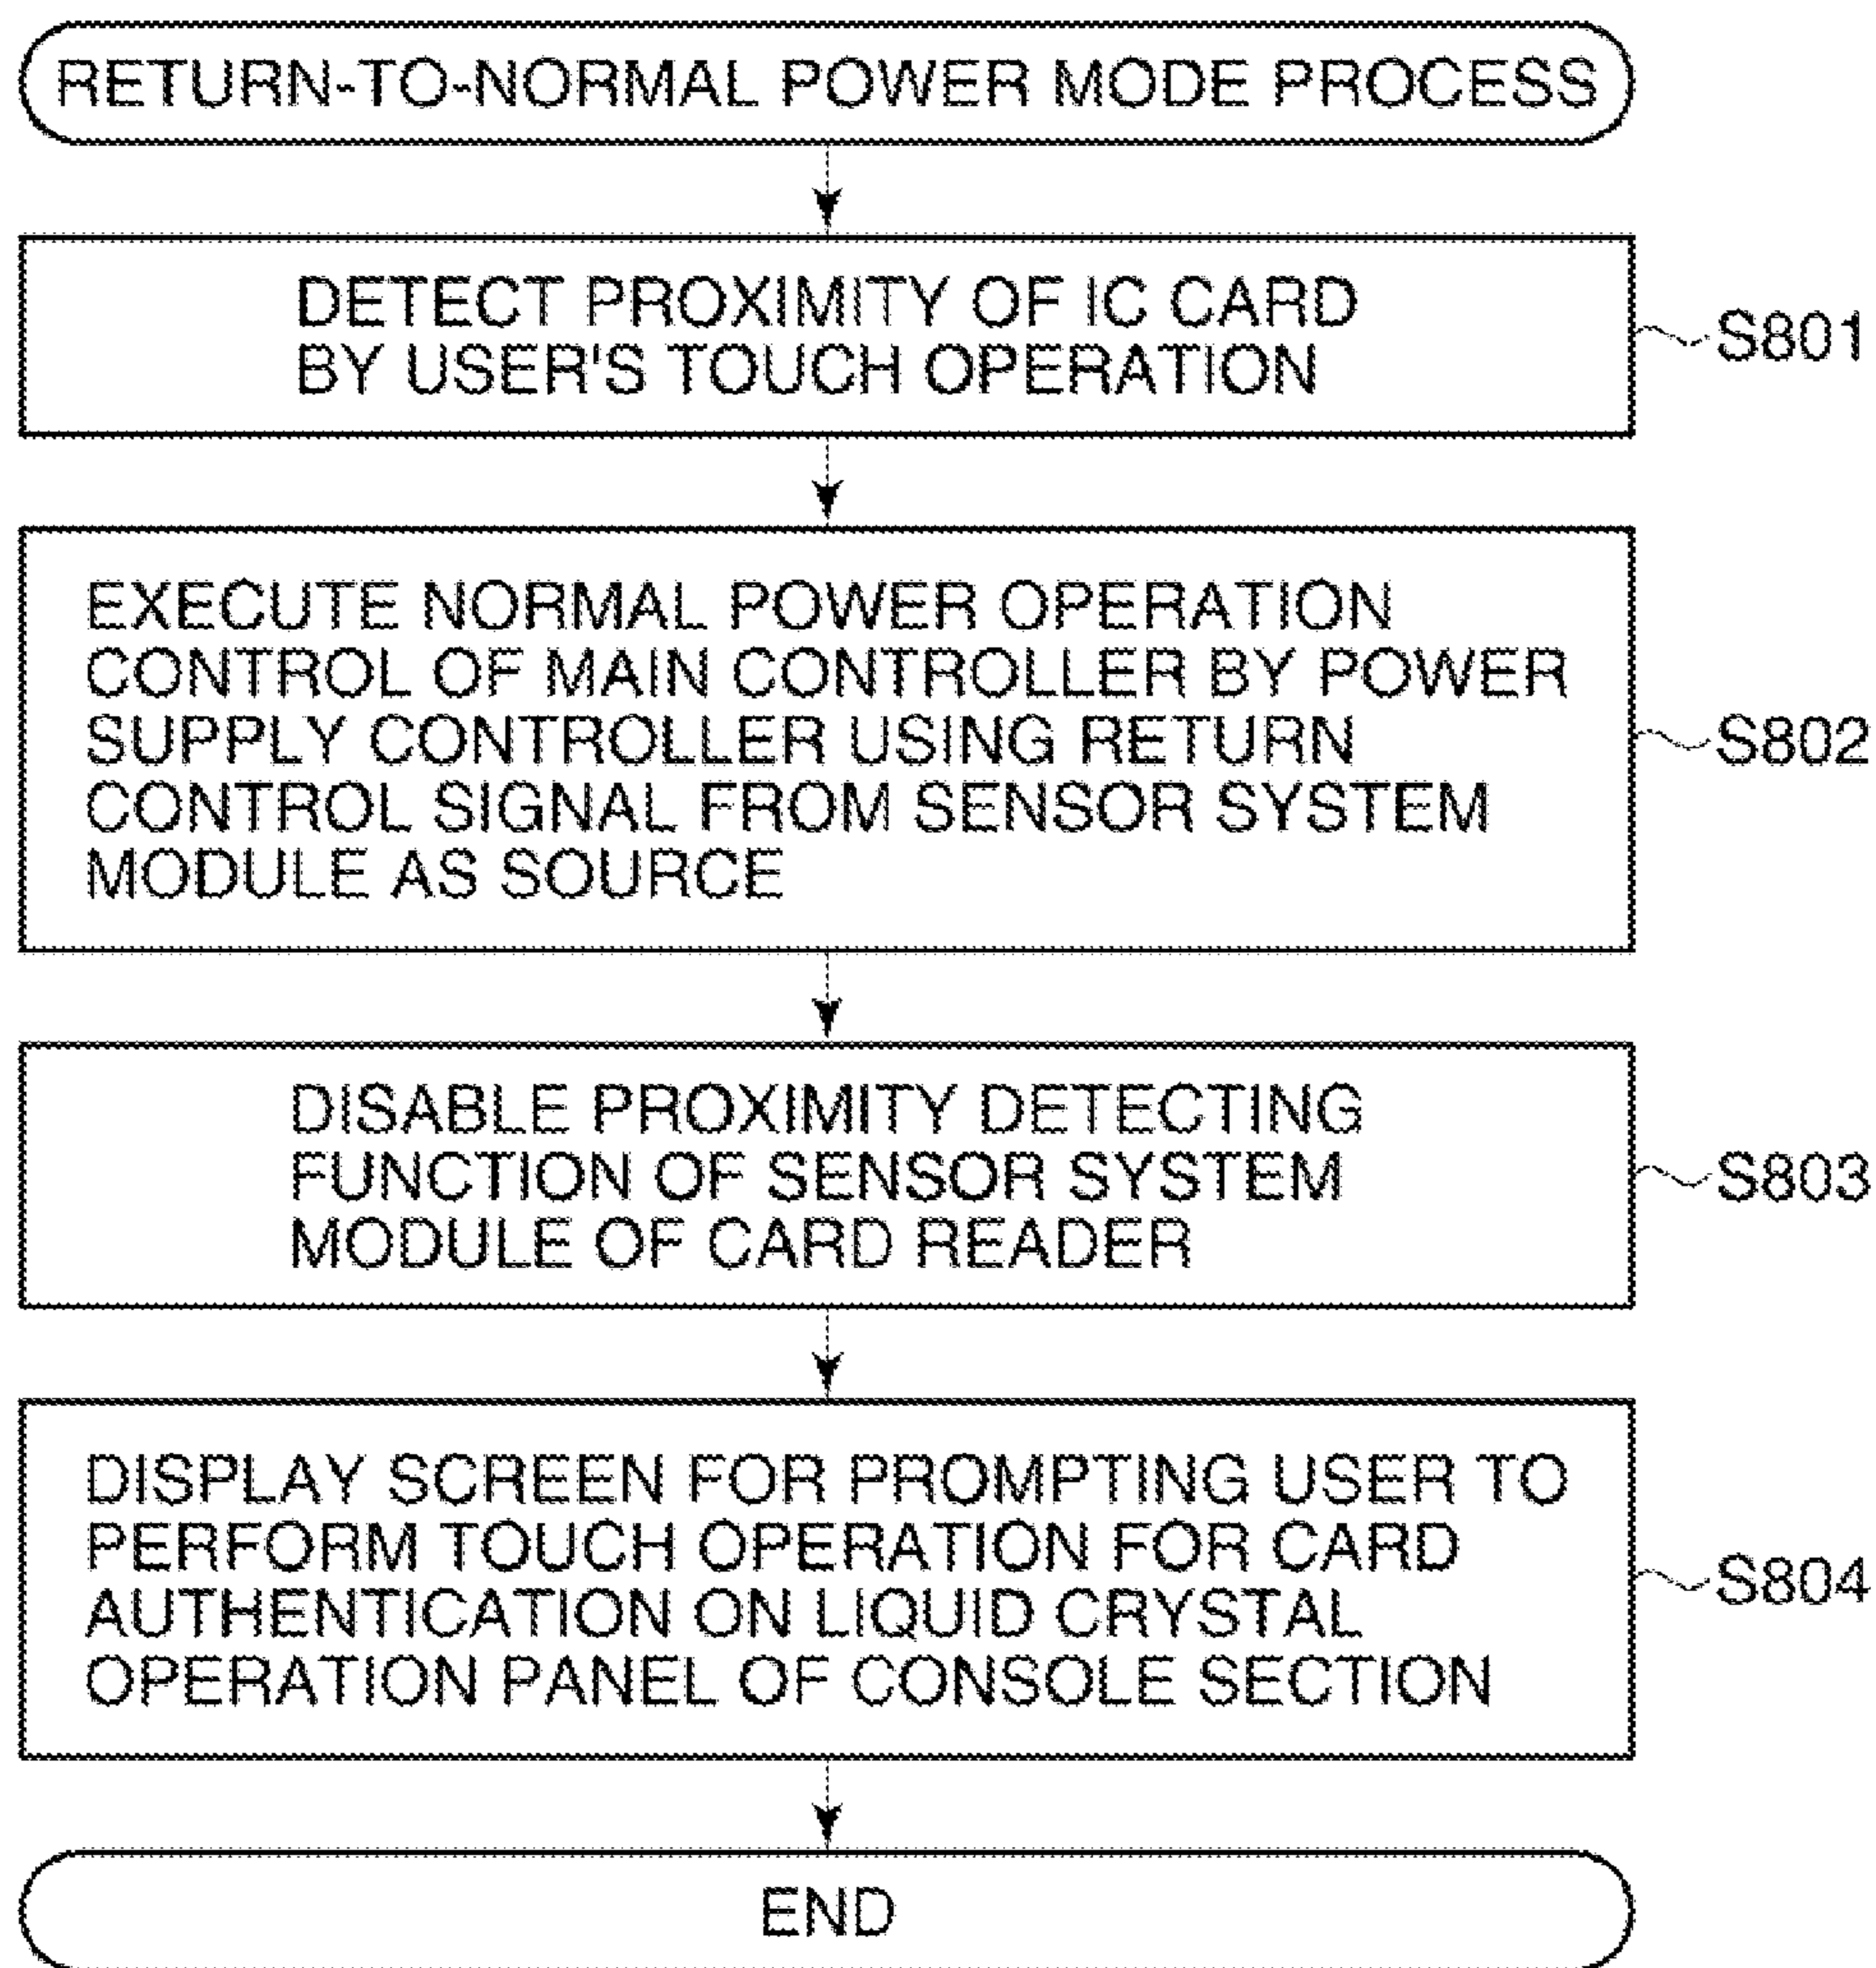 RETURN-TO-NORMAL POWER MODE PROCESS
DETECT PROXIMITY OF IC CARD
BY USER'S TOUCH OPERATION
S801
EXECUTE NORMAL POWER OPERATION
CONTROL OF MAIN CONTROLLER BY POWER
SUPPLY CONTROLLER USING RETURN
CONTROL SIGNAL FROM SENSOR SYSTEM
MODULE AS SOURCE
S802
DISABLE PROXIMITY DETECTING
FUNCTION OF SENSOR SYSTEM
MODULE OF CARD READER
S803
DISPLAY SCREEN FOR PROMPTING USER TO
PERFORM TOUCH OPERATION FOR CARD
AUTHENTICATION ON LIQUID CRYSTAL
OPERATION PANEL OF CONSOLE SECTION
S804
END